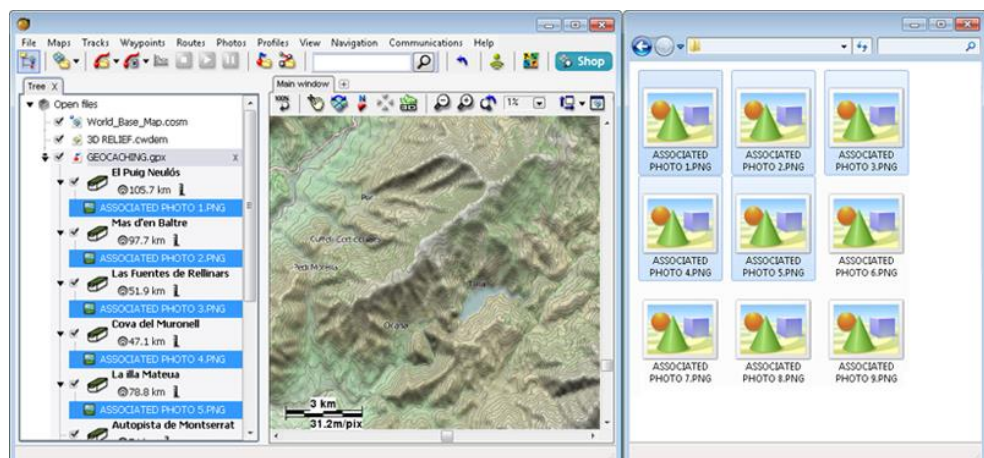 File Maps Tracks Waypoints Routes Photos Profiles View Navigation Communications Help
Shop
Tree X
Open files
World_Base_Map.cosm
3D RELIEF.cwdem
GEOCACHING.gpx x
El Puig Neulós
105.7 km
ASSOCIATED PHOTO 1.PNG
Mas d'en Baltre
97.7 km
ASSOCIATED PHOTO 2.PNG
Las Fuentes de Rellinars
51.9 km
ASSOCIATED PHOTO 3.PNG
Cova del Muronell
47.1 km
ASSOCIATED PHOTO 4.PNG
La illa Mateua
78.8 km
ASSOCIATED PHOTO 5.PNG
Autopista de Montserrat
Main window
100%
1%
Ocaña
3 km
31.2m/pix
ASSOCIATED
PHOTO 1.PNG
ASSOCIATED
PHOTO 2.PNG
ASSOCIATED
PHOTO 3.PNG
ASSOCIATED
PHOTO 4.PNG
ASSOCIATED
PHOTO 5.PNG
ASSOCIATED
PHOTO 6.PNG
ASSOCIATED
PHOTO 7.PNG
ASSOCIATED
PHOTO 8.PNG
ASSOCIATED
PHOTO 9.PNG